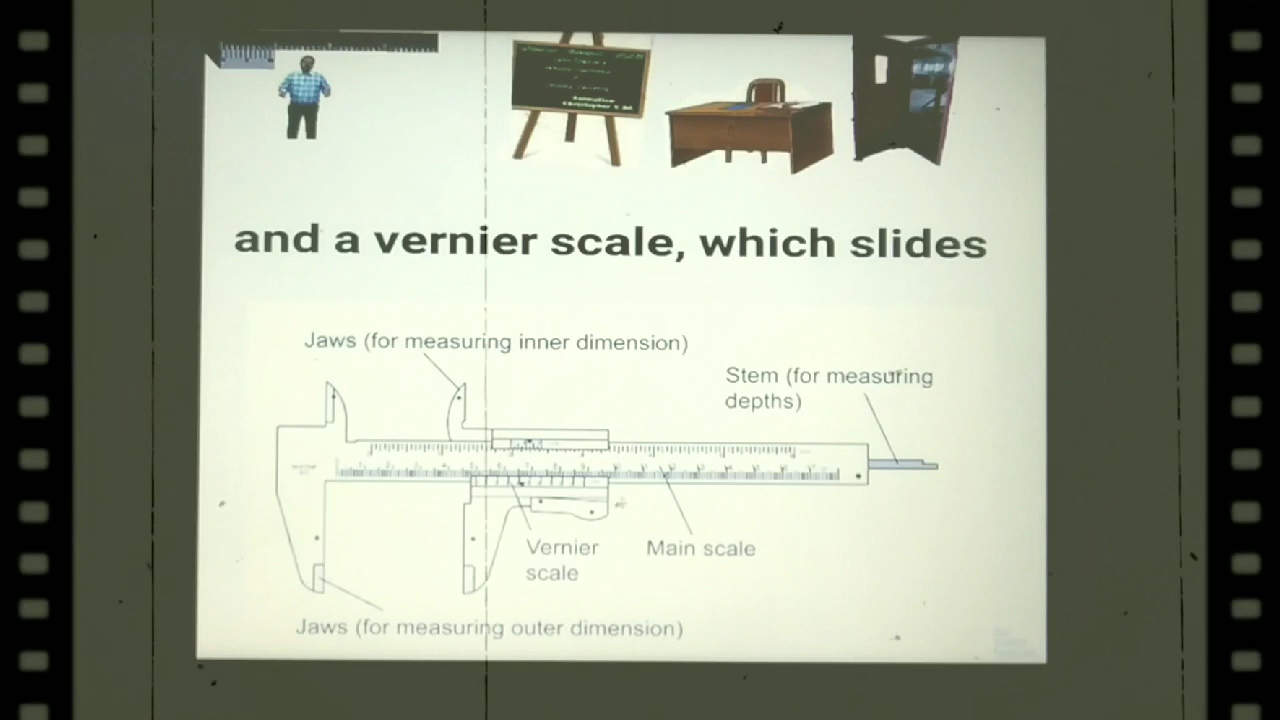 and a vernier scale, which slides
Jaws (for measuring inner dimension)
Stem (for measuring
depths)
Vernier
scale
Main scale
Jaws (for measuring outer dimension)